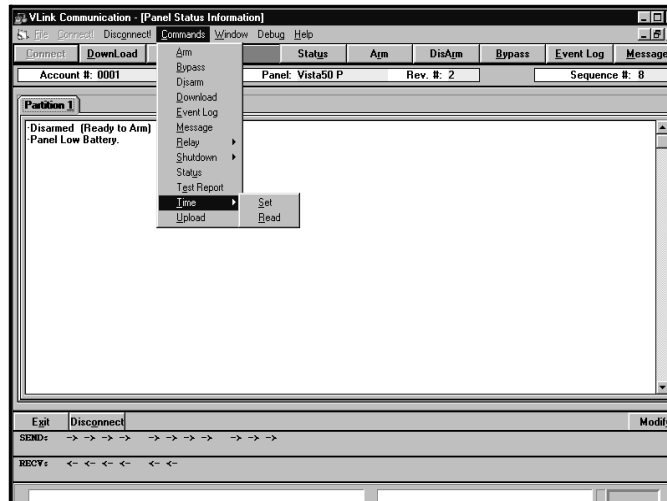 VLink Communication - [Panel Status Information]
File Connect! Disconnect! Commands Window Debug Help
Connect DownLoad Status Arm DisArm Bypass Event Log Message
Account #: 0001 Panel: Vista50 P Rev. #: 2 Sequence #: 8
Partition 1
·Disarmed (Ready to Arm)
·Panel Low Battery.
Arm
Bypass
Disarm
Download
Event Log
Message
Relay
Shutdown
Status
Test Report
Time
Upload
Set
Read
Exit Disconnect Modify
SEND: -> -> -> -> -> -> -> -> -> -> ->
RECV: <- <- <- <- <- <-